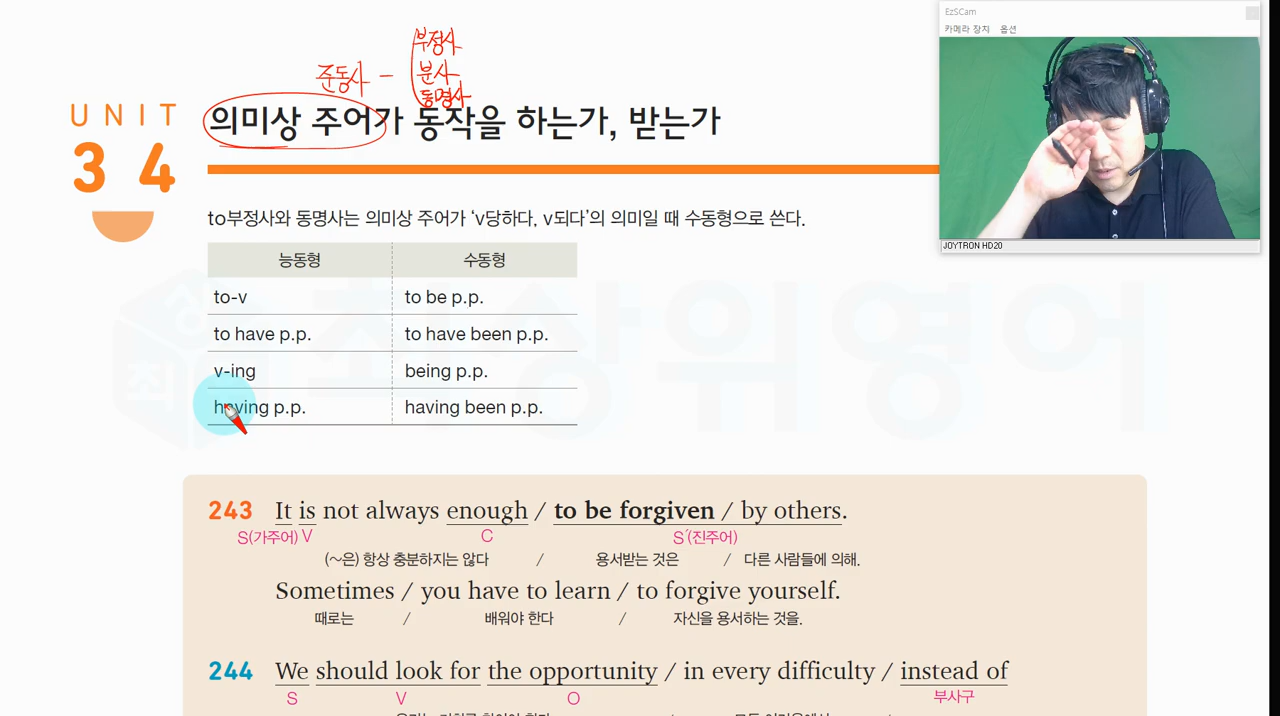 EzSCam
카메라 장치 옵션
JOYTRON HD20
준동사 - 부정사
분사
동명사
UNIT
34
의미상 주어가 동작을 하는가, 받는가
to부정사와 동명사는 의미상 주어가 ‘v당하다, v되다’의 의미일 때 수동형으로 쓴다.
능동형 수동형
to-v to be p.p.
to have p.p. to have been p.p.
v-ing being p.p.
having p.p. having been p.p.
최상위영어
243 It is not always enough / to be forgiven / by others.
S(가주어) V C S′(진주어)
(~은) 항상 충분하지는 않다 / 용서받는 것은 / 다른 사람들에 의해.
Sometimes / you have to learn / to forgive yourself.
때로는 / 배워야 한다 / 자신을 용서하는 것을.
244 We should look for the opportunity / in every difficulty / instead of
S V O 부사구